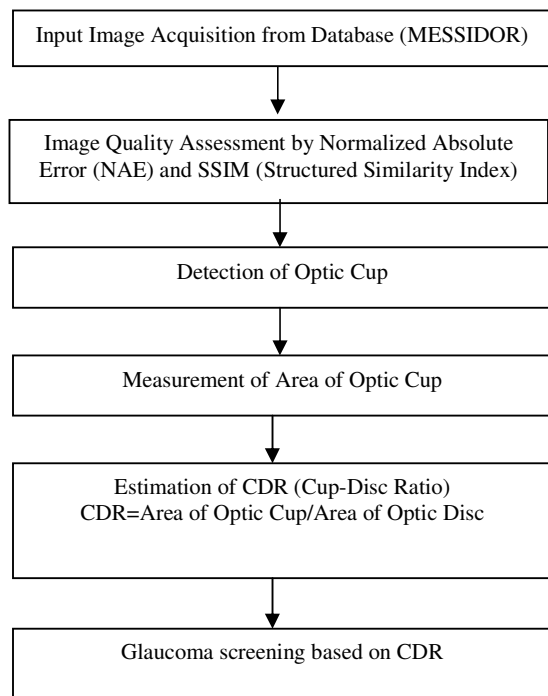 Input Image Acquisition from Database (MESSIDOR)
Image Quality Assessment by Normalized Absolute
Error (NAE) and SSIM (Structured Similarity Index)
Detection of Optic Cup
Measurement of Area of Optic Cup
Estimation of CDR (Cup-Disc Ratio)
CDR=Area of Optic Cup/Area of Optic Disc
Glaucoma screening based on CDR